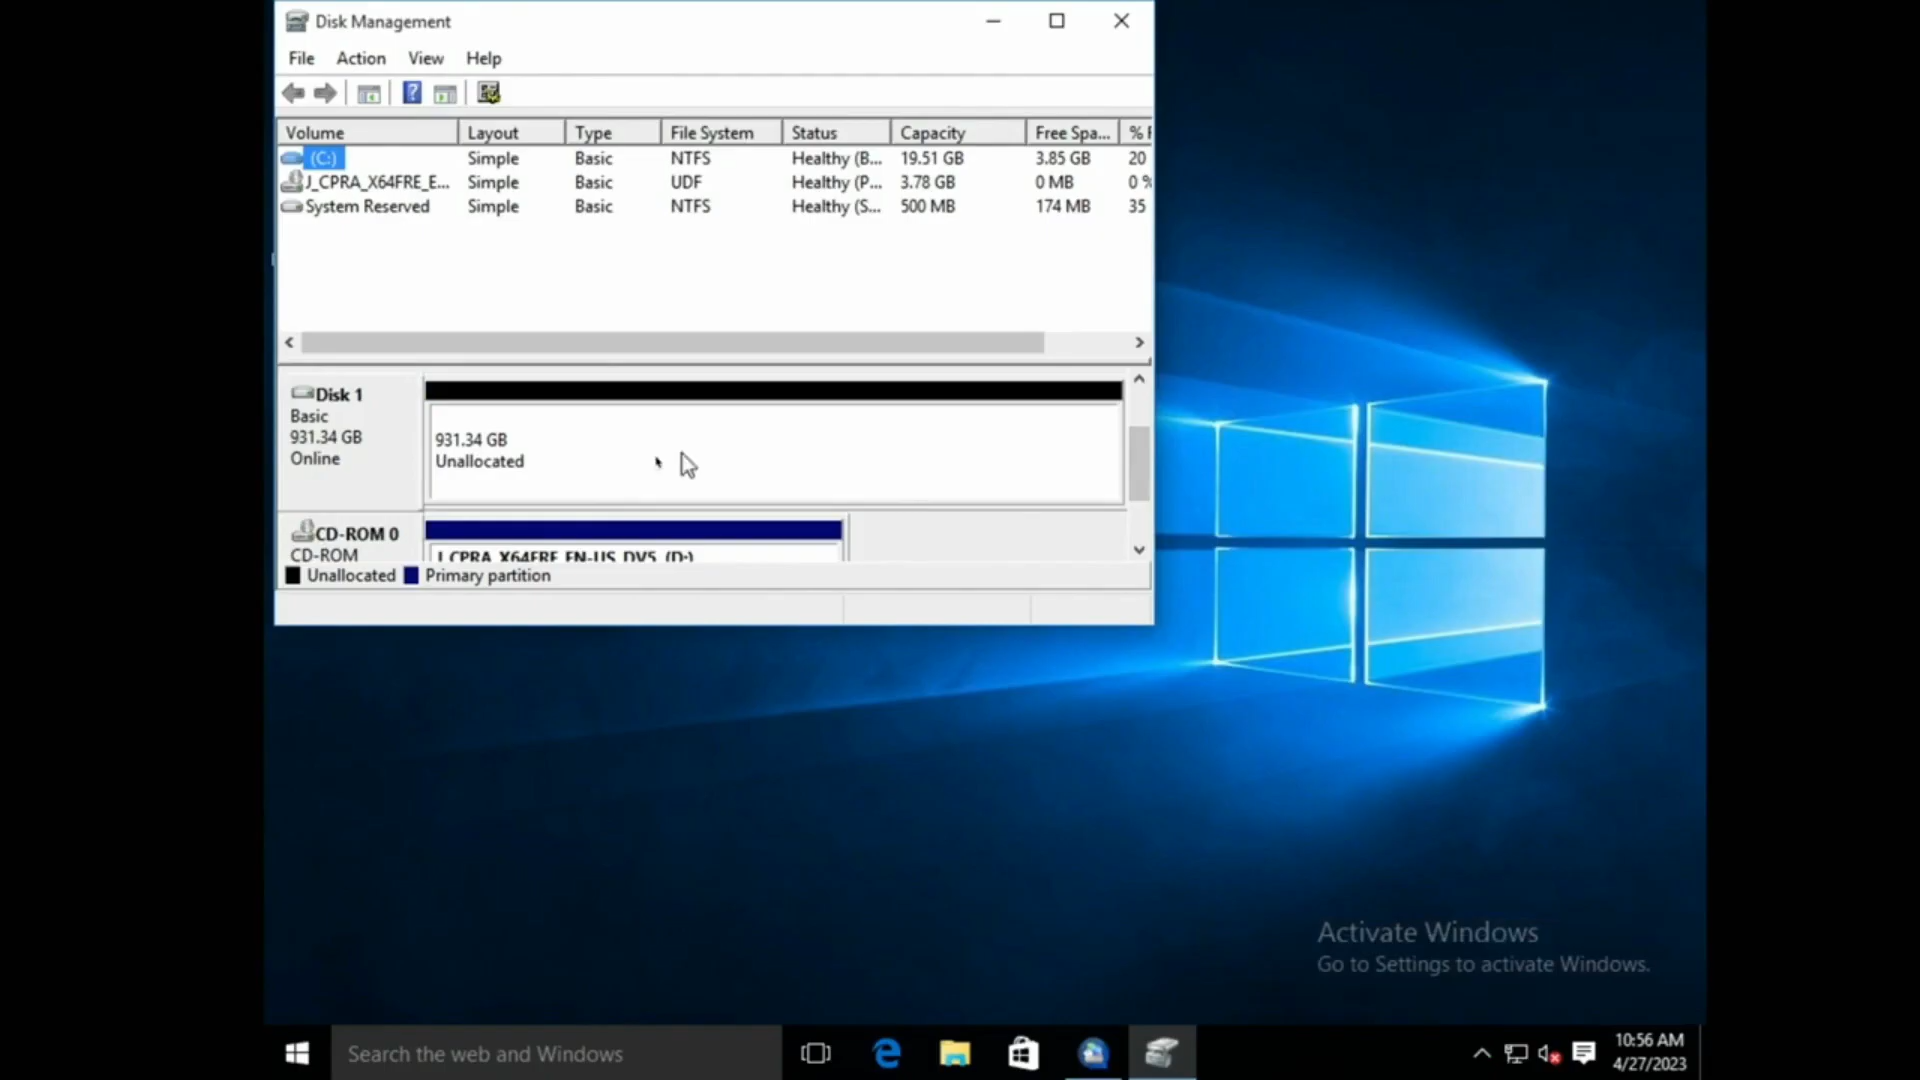 Disk Management
File Action View Help
Volume Layout Type File System Status Capacity Free Spa... %
(C:) Simple Basic NTFS Healthy (B... 19.51 GB 3.85 GB 20
J_CPRA_X64FRE_E... Simple Basic UDF Healthy (P... 3.78 GB 0 MB 0 %
System Reserved Simple Basic NTFS Healthy (S... 500 MB 174 MB 35
Disk 1
Basic
931.34 GB
Online
931.34 GB
Unallocated
CD-ROM 0
CD-ROM
J_CPRA_X64FRE_EN-US_DV5 (D:)
Unallocated Primary partition
Activate Windows
Go to Settings to activate Windows.
Search the web and Windows
10:56 AM
4/27/2023